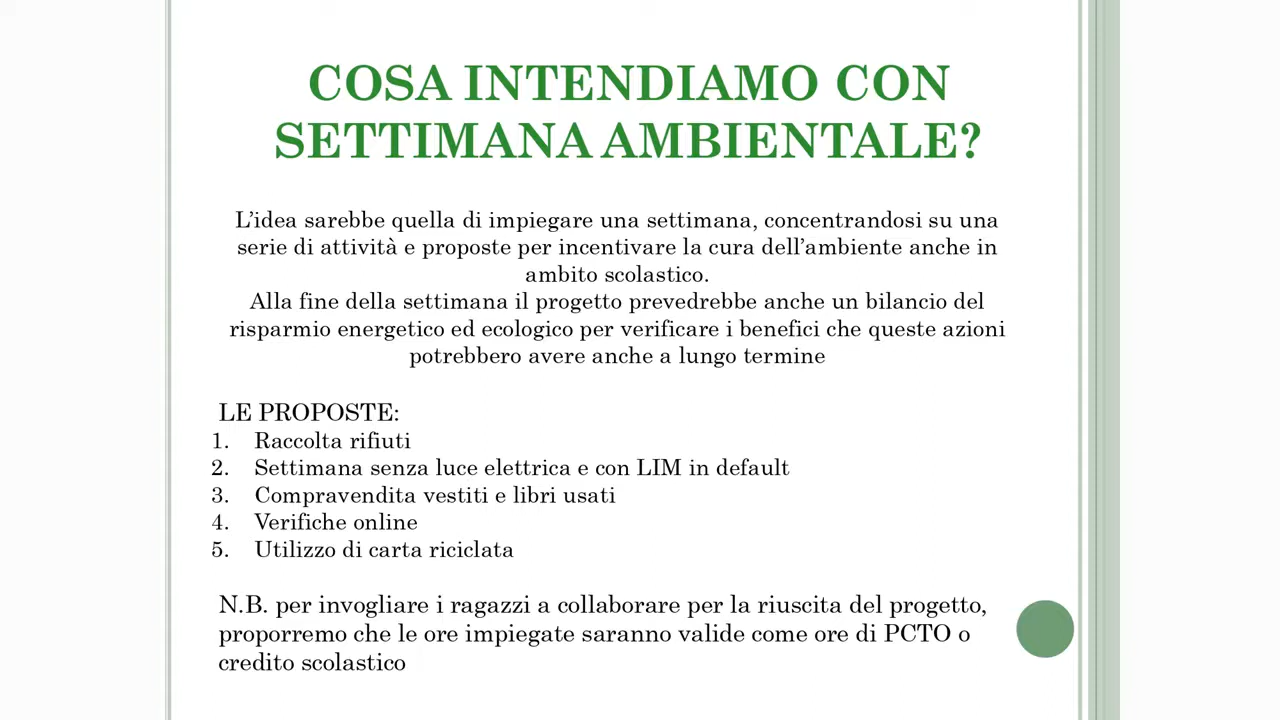 COSA INTENDIAMO CON
SETTIMANA AMBIENTALE?
L’idea sarebbe quella di impiegare una settimana, concentrandosi su una
serie di attività e proposte per incentivare la cura dell’ambiente anche in
ambito scolastico.
Alla fine della settimana il progetto prevedrebbe anche un bilancio del
risparmio energetico ed ecologico per verificare i benefici che queste azioni
potrebbero avere anche a lungo termine
LE PROPOSTE:
1. Raccolta rifiuti
2. Settimana senza luce elettrica e con LIM in default
3. Compravendita vestiti e libri usati
4. Verifiche online
5. Utilizzo di carta riciclata
N.B. per invogliare i ragazzi a collaborare per la riuscita del progetto,
proporremo che le ore impiegate saranno valide come ore di PCTO o
credito scolastico